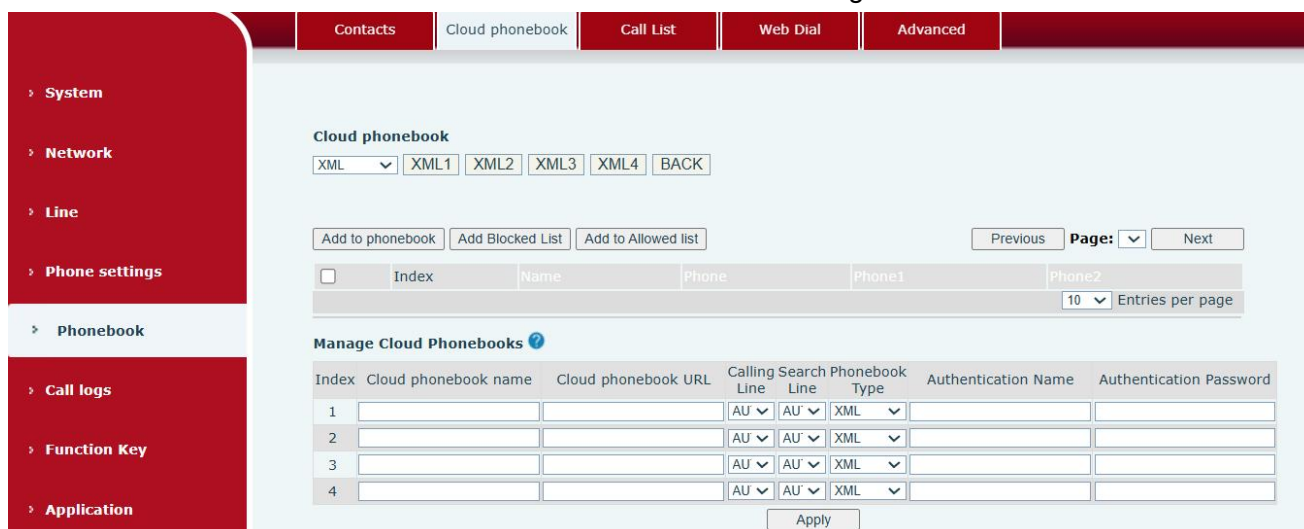 Contacts Cloud phonebook Call List Web Dial Advanced
System
Network
Line
Phone settings
Phonebook
Call logs
Function Key
Application
Cloud phonebook
XML XML1 XML2 XML3 XML4 BACK
Add to phonebook Add Blocked List Add to Allowed list Previous Page: Next
Index Name Phone Phone1 Phone2
10 Entries per page
Manage Cloud Phonebooks ?
Index Cloud phonebook name Cloud phonebook URL Calling Line Search Line Phonebook Type Authentication Name Authentication Password
1 AU AU XML
2 AU AU XML
3 AU AU XML
4 AU AU XML
Apply